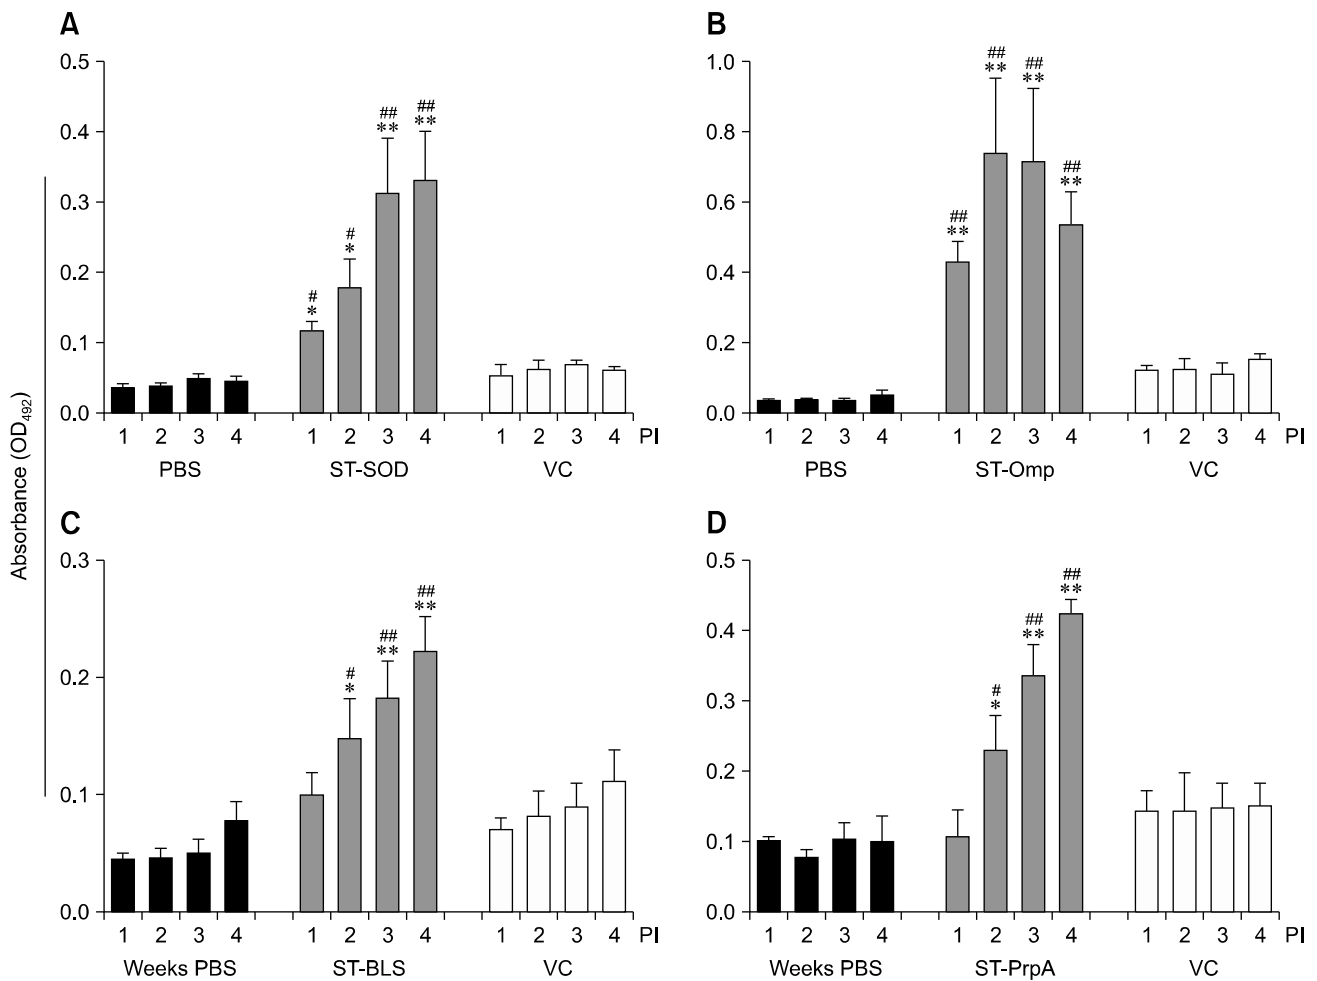 A
0.5
0.4
0.3
0.2
0.1
0.0
# *
# *
## **
## **
1 2 3 4 1 2 3 4 1 2 3 4 PI
PBS ST-SOD VC
B
1.0
0.8
0.6
0.4
0.2
0.0
## **
## **
## **
## **
1 2 3 4 1 2 3 4 1 2 3 4 PI
PBS ST-Omp VC
Absorbance (OD492)
C
0.3
0.2
0.1
0.0
# *
## **
## **
1 2 3 4 1 2 3 4 1 2 3 4 PI
Weeks PBS ST-BLS VC
D
0.5
0.4
0.3
0.2
0.1
0.0
# *
## **
## **
1 2 3 4 1 2 3 4 1 2 3 4 PI
Weeks PBS ST-PrpA VC